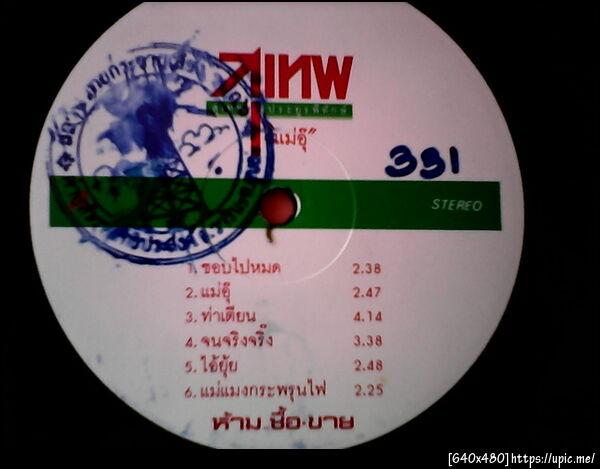 สุเทพ
"แม่อุ๊"
331
STEREO
1. ชอบไปหมด 2.38
2. แม่อุ๊ 2.47
3. ท่าเตียน 4.14
4. จนจริงจริ๊ง 3.38
5. ไอ้ยุ้ย 2.48
6. แม่แมงกระพรุนไฟ 2.25
ห้าม ซื้อ·ขาย
[640x480]https://upic.me/